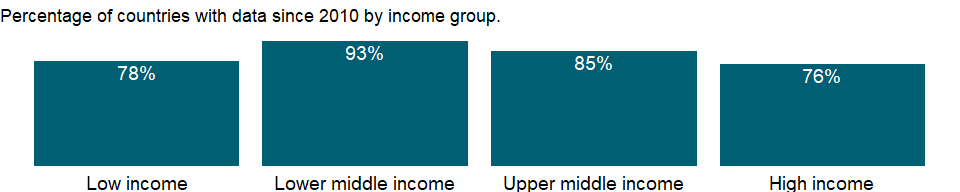 Percentage of countries with data since 2010 by income group.
78% 93% 85% 76%
Low income Lower middle income Upper middle income High income